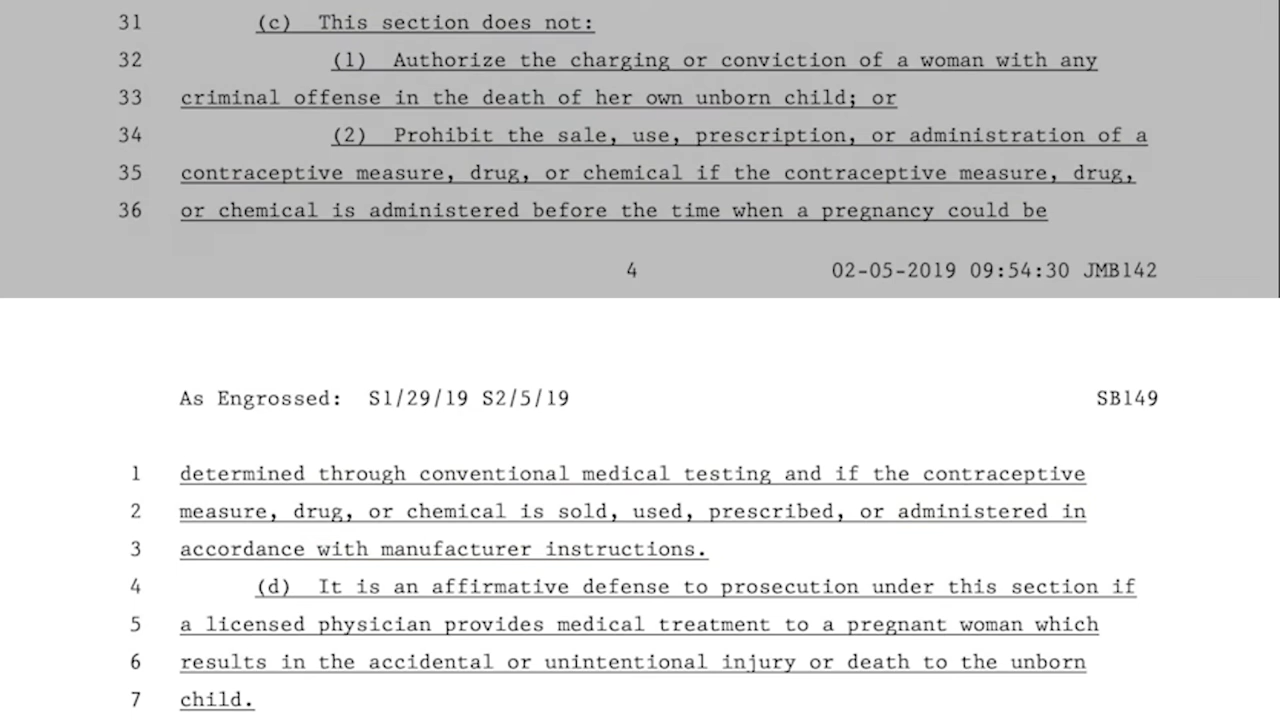 31 (c) This section does not:
32 (1) Authorize the charging or conviction of a woman with any
33 criminal offense in the death of her own unborn child; or
34 (2) Prohibit the sale, use, prescription, or administration of a
35 contraceptive measure, drug, or chemical if the contraceptive measure, drug,
36 or chemical is administered before the time when a pregnancy could be
4 02-05-2019 09:54:30 JMB142
As Engrossed: S1/29/19 S2/5/19 SB149
1 determined through conventional medical testing and if the contraceptive
2 measure, drug, or chemical is sold, used, prescribed, or administered in
3 accordance with manufacturer instructions.
4 (d) It is an affirmative defense to prosecution under this section if
5 a licensed physician provides medical treatment to a pregnant woman which
6 results in the accidental or unintentional injury or death to the unborn
7 child.